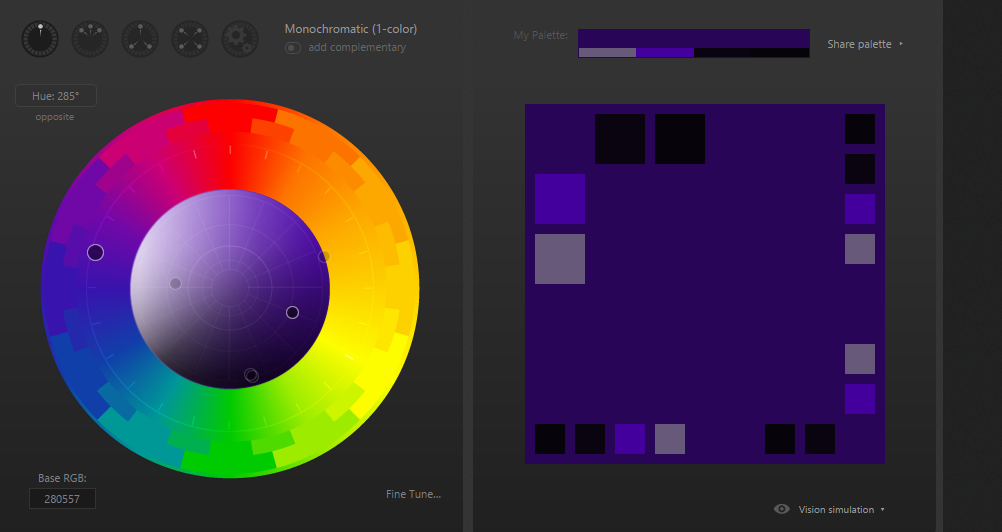 Monochromatic (1-color)
add complementary
My Palette:
Share palette
Hue: 285°
opposite
Base RGB:
280557
Fine Tune...
Vision simulation